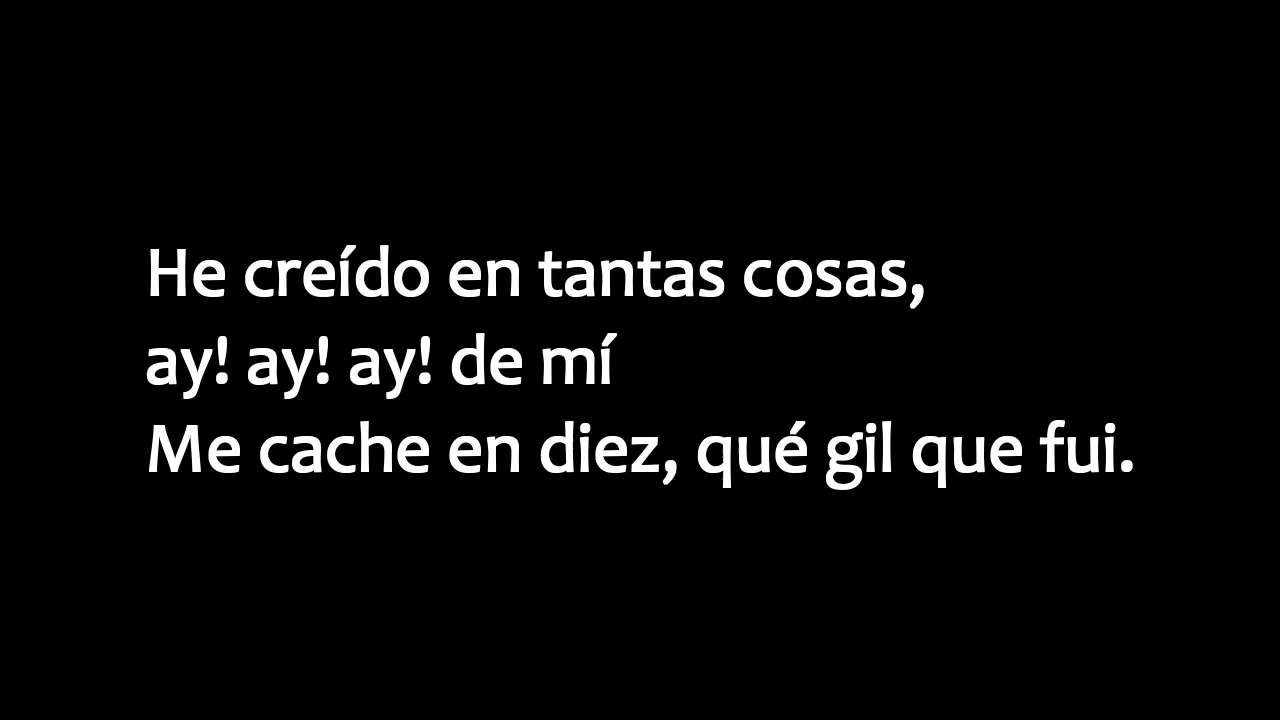 He creído en tantas cosas,
ay! ay! ay! de mí
Me cache en diez, qué gil que fui.